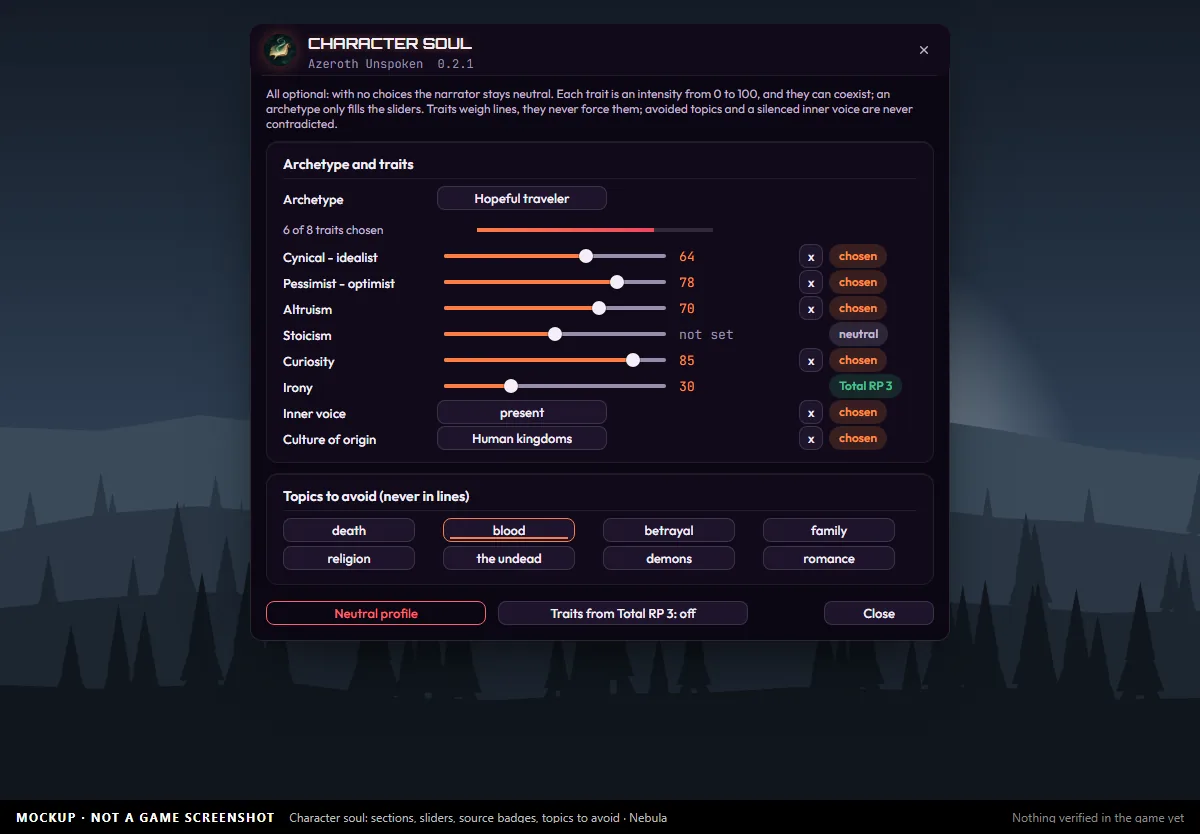 CHARACTER SOUL
Azeroth Unspoken 0.2.1
×
All optional: with no choices the narrator stays neutral. Each trait is an intensity from 0 to 100, and they can coexist; an
archetype only fills the sliders. Traits weigh lines, they never force them; avoided topics and a silenced inner voice are never
contradicted.
Archetype and traits
Archetype Hopeful traveler
6 of 8 traits chosen
Cynical - idealist 64 x chosen
Pessimist - optimist 78 x chosen
Altruism 70 x chosen
Stoicism not set neutral
Curiosity 85 x chosen
Irony 30 Total RP 3
Inner voice present x chosen
Culture of origin Human kingdoms x chosen
Topics to avoid (never in lines)
death blood betrayal family
religion the undead demons romance
Neutral profile Traits from Total RP 3: off Close
MOCKUP · NOT A GAME SCREENSHOT Character soul: sections, sliders, source badges, topics to avoid · Nebula Nothing verified in the game yet